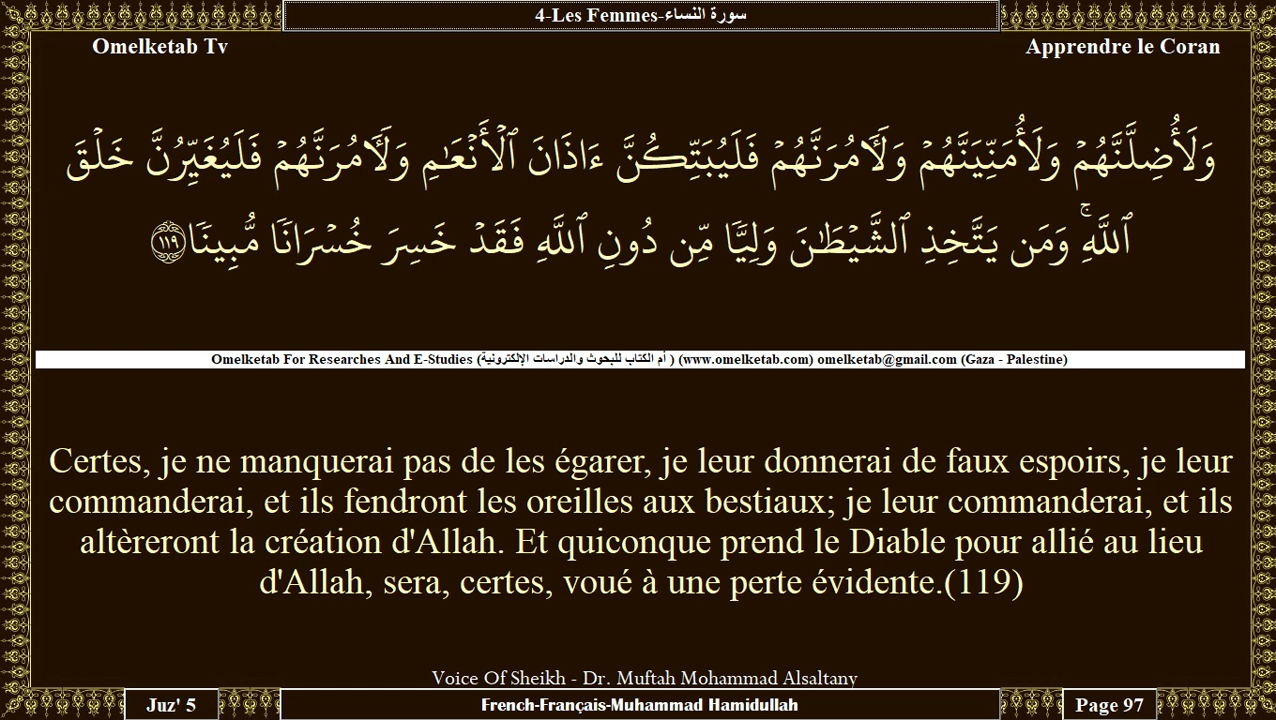 4-Les Femmes-سورة النساء
Omelketab Tv
Apprendre le Coran
وَلَأُضِلَّنَّهُمۡ وَلَأُمَنِّيَنَّهُمۡ وَلَأٓمُرَنَّهُمۡ فَلَيُبَتِّكُنَّ ءَاذَانَ ٱلۡأَنۡعَٰمِ وَلَأٓمُرَنَّهُمۡ فَلَيُغَيِّرُنَّ خَلۡقَ
ٱللَّهِۚ وَمَن يَتَّخِذِ ٱلشَّيۡطَٰنَ وَلِيّٗا مِّن دُونِ ٱللَّهِ فَقَدۡ خَسِرَ خُسۡرَانٗا مُّبِينٗا ١١٩
Omelketab For Researches And E-Studies (أم الكتاب للبحوث والدراسات الإلكترونية ) (www.omelketab.com) omelketab@gmail.com (Gaza - Palestine)
Certes, je ne manquerai pas de les égarer, je leur donnerai de faux espoirs, je leur
commanderai, et ils fendront les oreilles aux bestiaux; je leur commanderai, et ils
altèreront la création d'Allah. Et quiconque prend le Diable pour allié au lieu
d'Allah, sera, certes, voué à une perte évidente.(119)
Voice Of Sheikh - Dr. Muftah Mohammad Alsaltany
Juz' 5
French-Français-Muhammad Hamidullah
Page 97